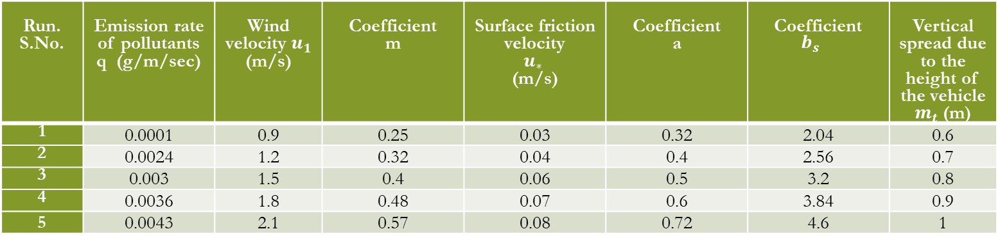 Run. S.No. | Emission rate of pollutants q (g/m/sec) | Wind velocity 𝒖₁ (m/s) | Coefficient m | Surface friction velocity 𝒖∗ (m/s) | Coefficient a | Coefficient 𝒃ₛ | Vertical spread due to the height of the vehicle 𝒎ₜ (m)
1 | 0.0001 | 0.9 | 0.25 | 0.03 | 0.32 | 2.04 | 0.6
2 | 0.0024 | 1.2 | 0.32 | 0.04 | 0.4 | 2.56 | 0.7
3 | 0.003 | 1.5 | 0.4 | 0.06 | 0.5 | 3.2 | 0.8
4 | 0.0036 | 1.8 | 0.48 | 0.07 | 0.6 | 3.84 | 0.9
5 | 0.0043 | 2.1 | 0.57 | 0.08 | 0.72 | 4.6 | 1